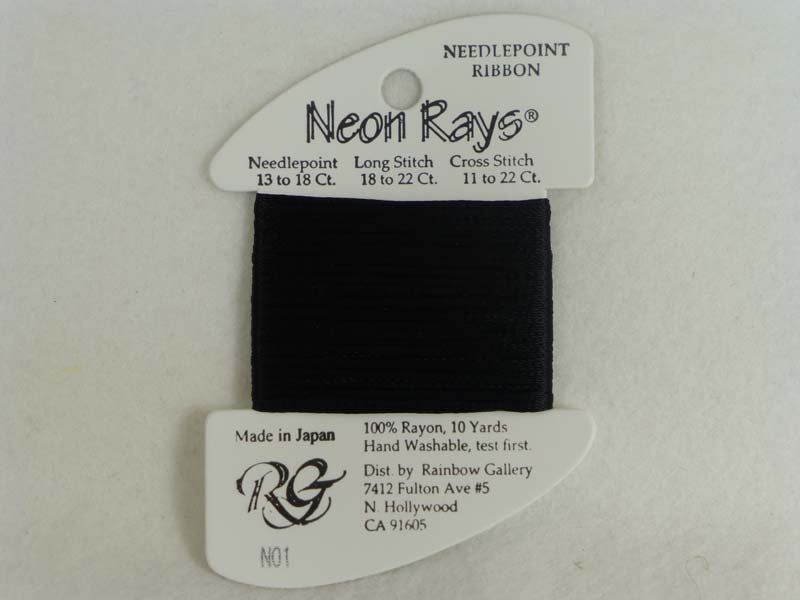 NEEDLEPOINT
RIBBON
Neon Rays®
Needlepoint Long Stitch Cross Stitch
13 to 18 Ct. 18 to 22 Ct. 11 to 22 Ct.
Made in Japan
100% Rayon, 10 Yards
Hand Washable, test first.
RG
Dist. by Rainbow Gallery
7412 Fulton Ave #5
N. Hollywood
CA 91605
N01